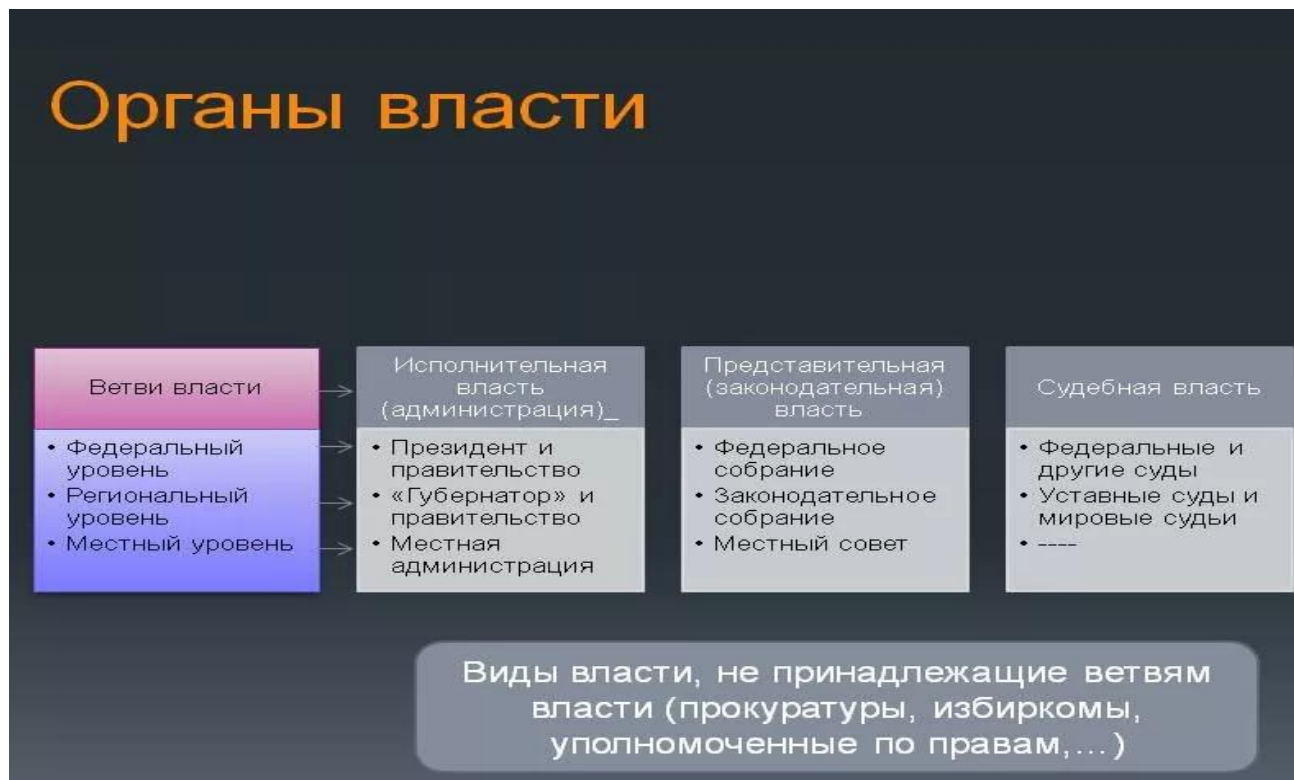 Органы власти
Ветви власти
• Федеральный
уровень
• Региональный
уровень
• Местный уровень
Исполнительная
власть
(администрация)_
• Президент и
правительство
• «Губернатор» и
правительство
• Местная
администрация
Представительная
(законодательная)
власть
• Федеральное
собрание
• Законодательное
собрание
• Местный совет
Судебная власть
• Федеральные и
другие суды
• Уставные суды и
мировые судьи
• ----
Виды власти, не принадлежащие ветвям
власти (прокуратуры, избиркомы,
уполномоченные по правам,...)